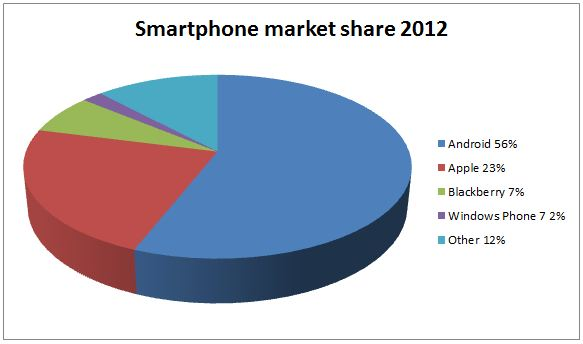 Smartphone market share 2012
Android 56%
Apple 23%
Blackberry 7%
Windows Phone 7 2%
Other 12%